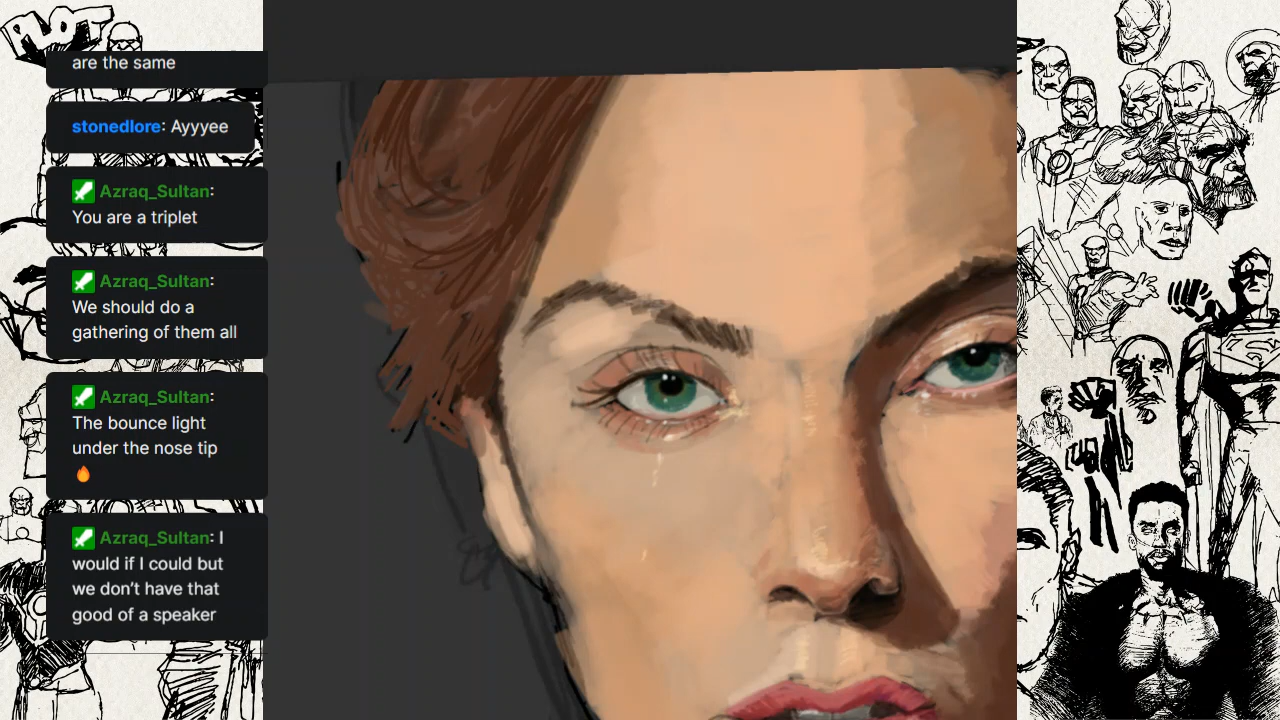 PLOT
are the same
stonedlore: Ayyyee
Azraq_Sultan:
You are a triplet
Azraq_Sultan:
We should do a
gathering of them all
Azraq_Sultan:
The bounce light
under the nose tip
🔥
Azraq_Sultan: I
would if I could but
we don’t have that
good of a speaker